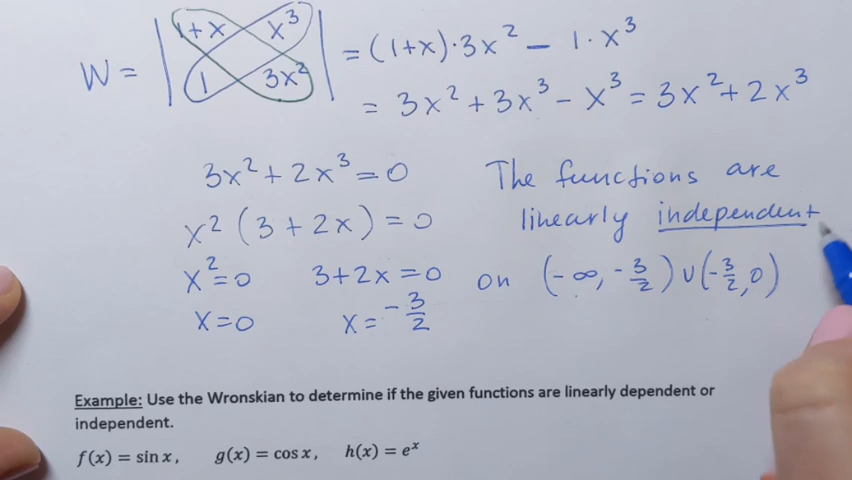 W = | 1+x x³ | = (1+x)·3x² − 1·x³
| 1 3x² | = 3x² + 3x³ − x³ = 3x² + 2x³
3x² + 2x³ = 0
x² (3 + 2x) = 0
x² = 0 3 + 2x = 0
x = 0 x = −3/2
The functions are
linearly independent
on (−∞, −3/2) ∪ (−3/2, 0)
Example: Use the Wronskian to determine if the given functions are linearly dependent or
independent.
f(x) = sin x, g(x) = cos x, h(x) = eˣ